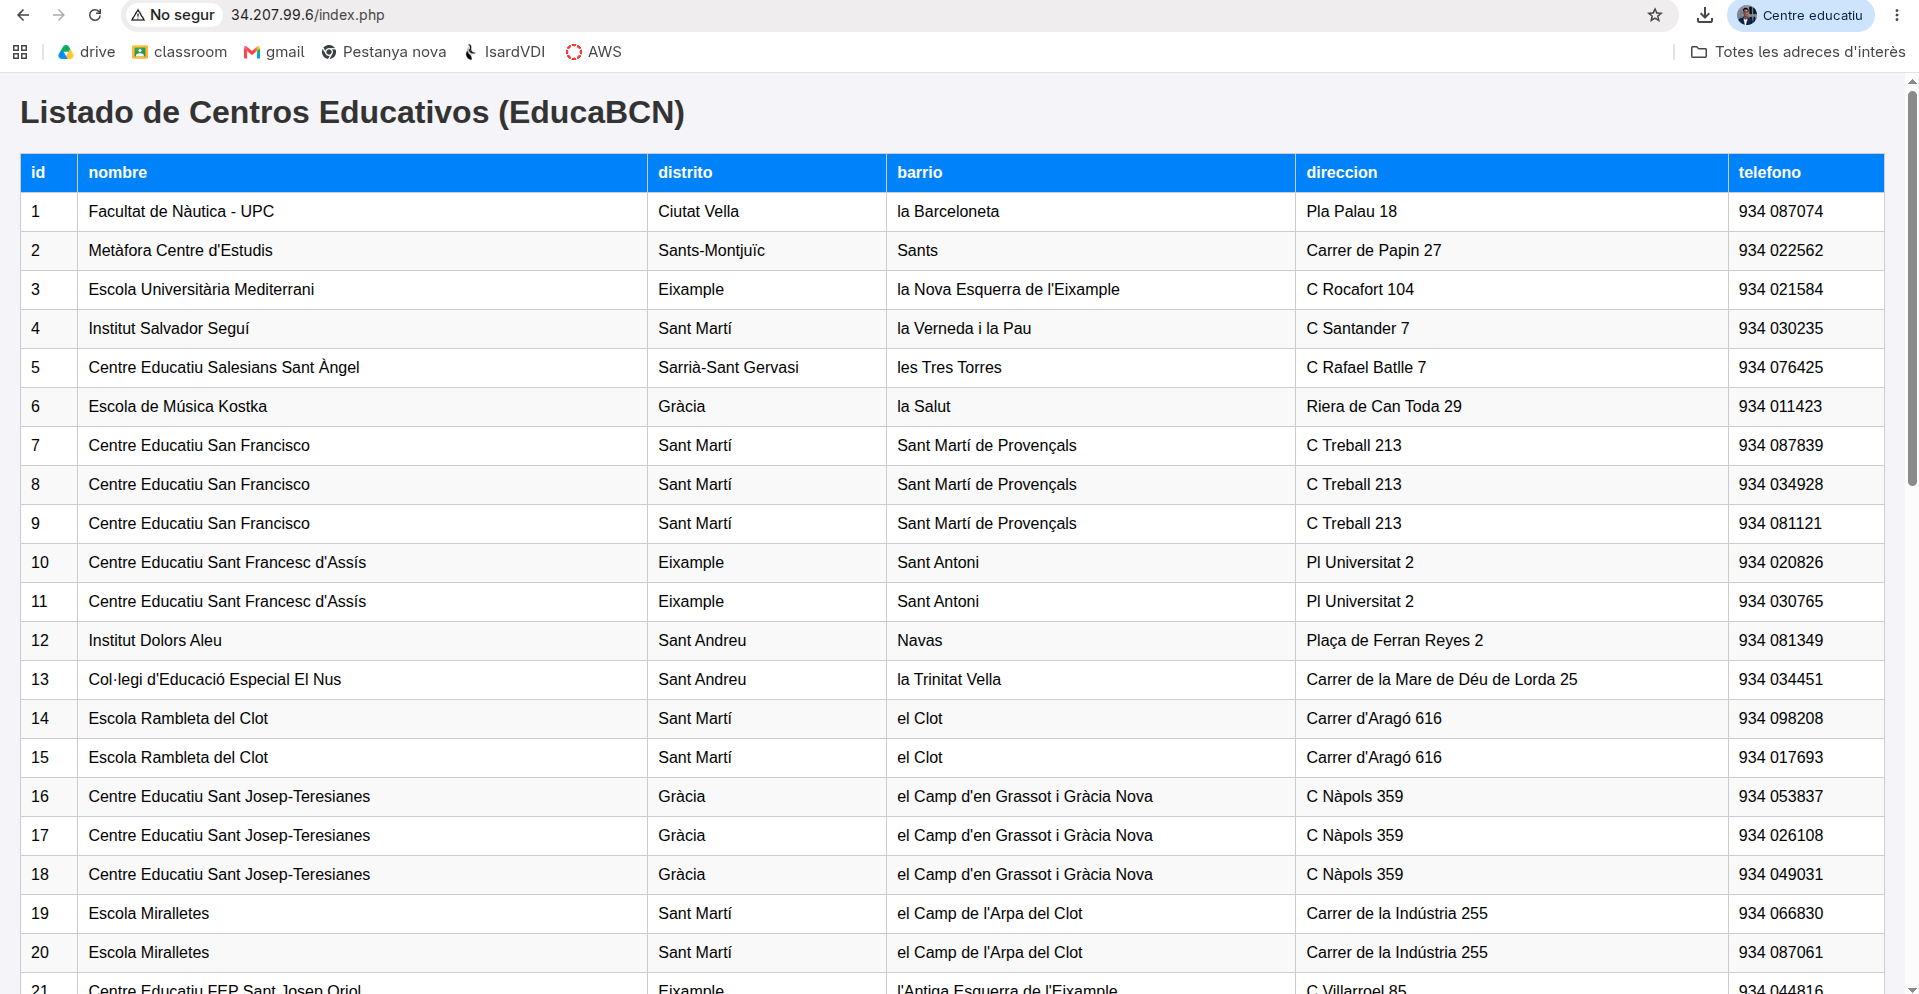 No segur 34.207.99.6/index.php Centre educatiu
drive classroom gmail Pestanya nova IsardVDI AWS Totes les adreces d'interès
Listado de Centros Educativos (EducaBCN)
id nombre distrito barrio direccion telefono
1 Facultat de Nàutica - UPC Ciutat Vella la Barceloneta Pla Palau 18 934 087074
2 Metàfora Centre d'Estudis Sants-Montjuïc Sants Carrer de Papin 27 934 022562
3 Escola Universitària Mediterrani Eixample la Nova Esquerra de l'Eixample C Rocafort 104 934 021584
4 Institut Salvador Seguí Sant Martí la Verneda i la Pau C Santander 7 934 030235
5 Centre Educatiu Salesians Sant Àngel Sarrià-Sant Gervasi les Tres Torres C Rafael Batlle 7 934 076425
6 Escola de Música Kostka Gràcia la Salut Riera de Can Toda 29 934 011423
7 Centre Educatiu San Francisco Sant Martí Sant Martí de Provençals C Treball 213 934 087839
8 Centre Educatiu San Francisco Sant Martí Sant Martí de Provençals C Treball 213 934 034928
9 Centre Educatiu San Francisco Sant Martí Sant Martí de Provençals C Treball 213 934 081121
10 Centre Educatiu Sant Francesc d'Assís Eixample Sant Antoni Pl Universitat 2 934 020826
11 Centre Educatiu Sant Francesc d'Assís Eixample Sant Antoni Pl Universitat 2 934 030765
12 Institut Dolors Aleu Sant Andreu Navas Plaça de Ferran Reyes 2 934 081349
13 Col·legi d'Educació Especial El Nus Sant Andreu la Trinitat Vella Carrer de la Mare de Déu de Lorda 25 934 034451
14 Escola Rambleta del Clot Sant Martí el Clot Carrer d'Aragó 616 934 098208
15 Escola Rambleta del Clot Sant Martí el Clot Carrer d'Aragó 616 934 017693
16 Centre Educatiu Sant Josep-Teresianes Gràcia el Camp d'en Grassot i Gràcia Nova C Nàpols 359 934 053837
17 Centre Educatiu Sant Josep-Teresianes Gràcia el Camp d'en Grassot i Gràcia Nova C Nàpols 359 934 026108
18 Centre Educatiu Sant Josep-Teresianes Gràcia el Camp d'en Grassot i Gràcia Nova C Nàpols 359 934 049031
19 Escola Miralletes Sant Martí el Camp de l'Arpa del Clot Carrer de la Indústria 255 934 066830
20 Escola Miralletes Sant Martí el Camp de l'Arpa del Clot Carrer de la Indústria 255 934 087061
21 Centre Educatiu FEP Sant Josep Oriol Eixample l'Antiga Esquerra de l'Eixample C Villarroel 85 934 044816